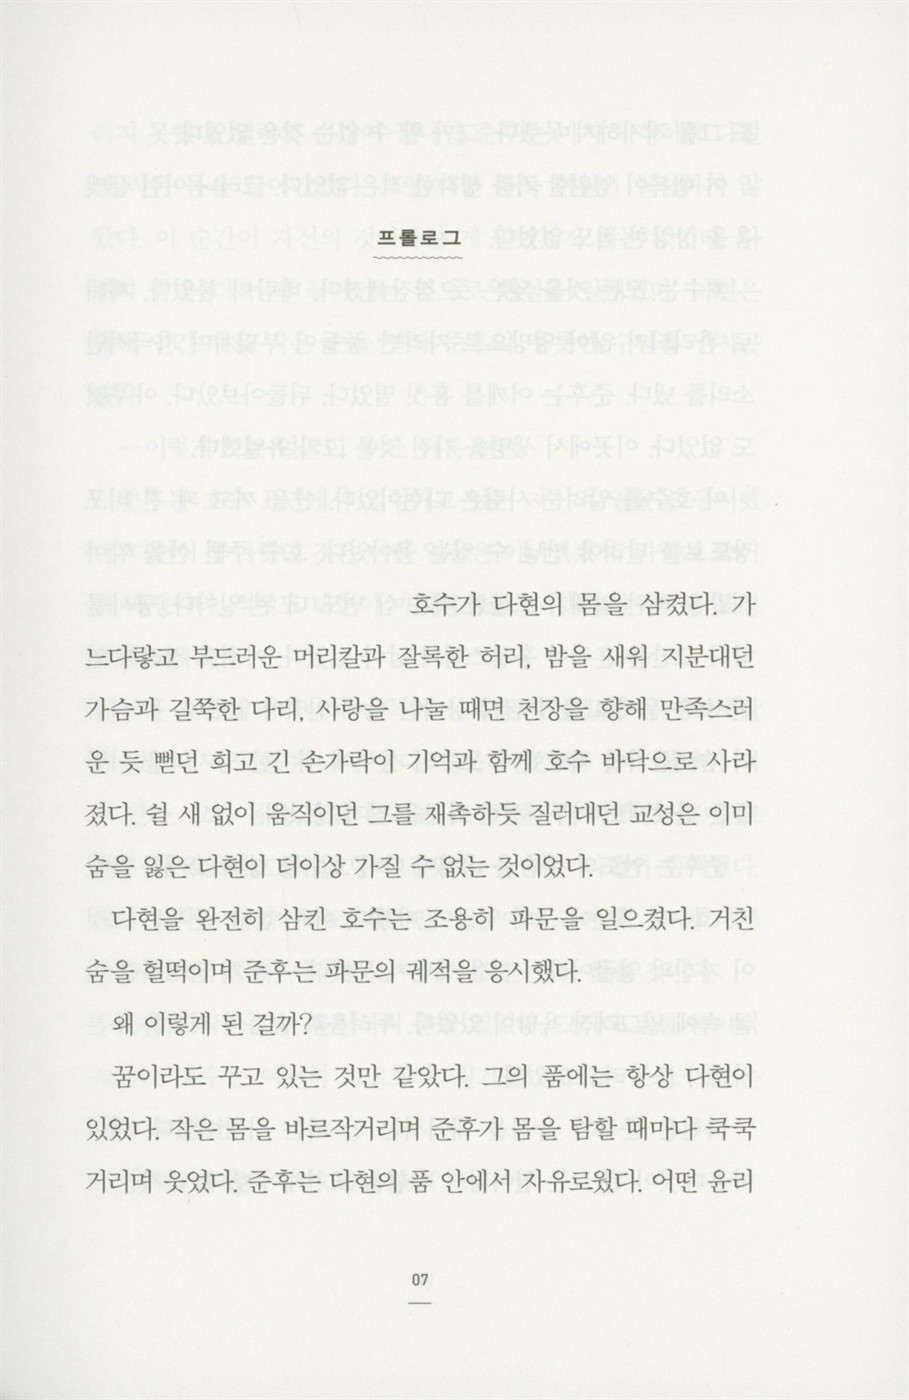 프롤로그
호수가 다현의 몸을 삼켰다. 가
느다랗고 부드러운 머리칼과 잘록한 허리, 밤을 새워 지분대던
가슴과 길쭉한 다리, 사랑을 나눌 때면 천장을 향해 만족스러
운 듯 뻗던 희고 긴 손가락이 기억과 함께 호수 바닥으로 사라
졌다. 쉴 새 없이 움직이던 그를 재촉하듯 질러대던 교성은 이미
숨을 잃은 다현이 더이상 가질 수 없는 것이었다.
다현을 완전히 삼킨 호수는 조용히 파문을 일으켰다. 거친
숨을 헐떡이며 준후는 파문의 궤적을 응시했다.
왜 이렇게 된 걸까?
꿈이라도 꾸고 있는 것만 같았다. 그의 품에는 항상 다현이
있었다. 작은 몸을 바르작거리며 준후가 몸을 탐할 때마다 쿡쿡
거리며 웃었다. 준후는 다현의 품 안에서 자유로웠다. 어떤 윤리
07